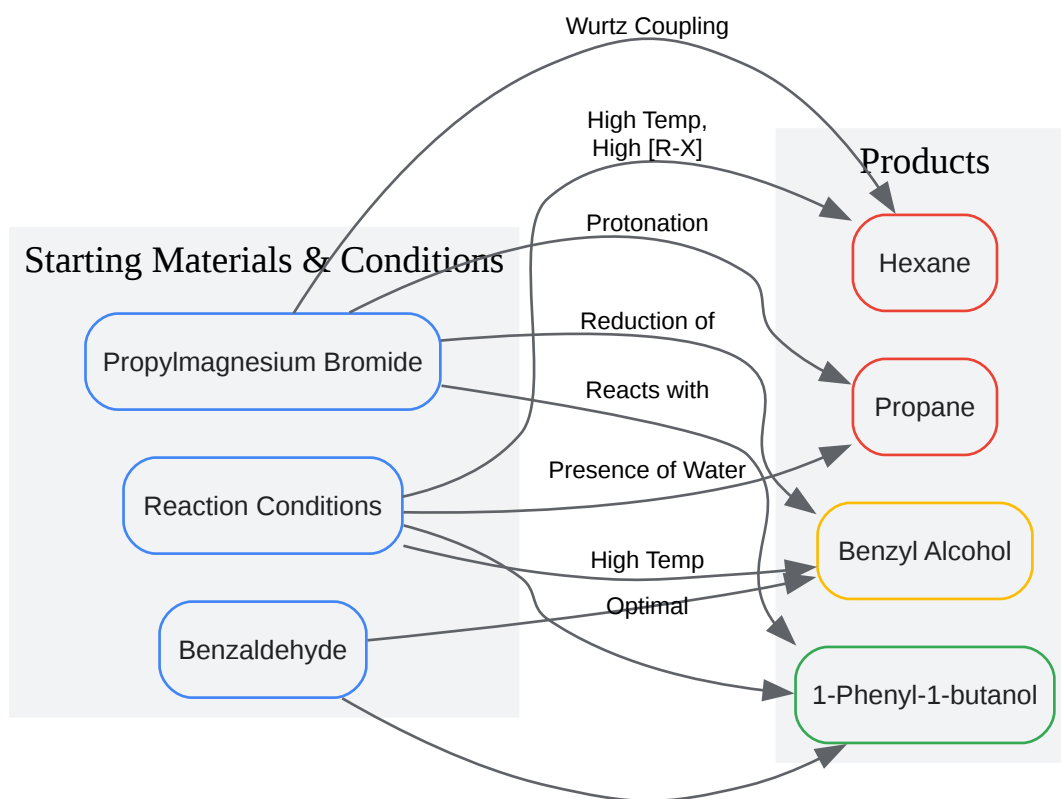 Wurtz Coupling
High Temp,
High [R-X]
Products
Protonation
Hexane
Starting Materials & Conditions
Reduction of
Propylmagnesium Bromide
Reacts with
Propane
Presence of Water
Reaction Conditions
High Temp
Benzyl Alcohol
Optimal
Benzaldehyde
1-Phenyl-1-butanol